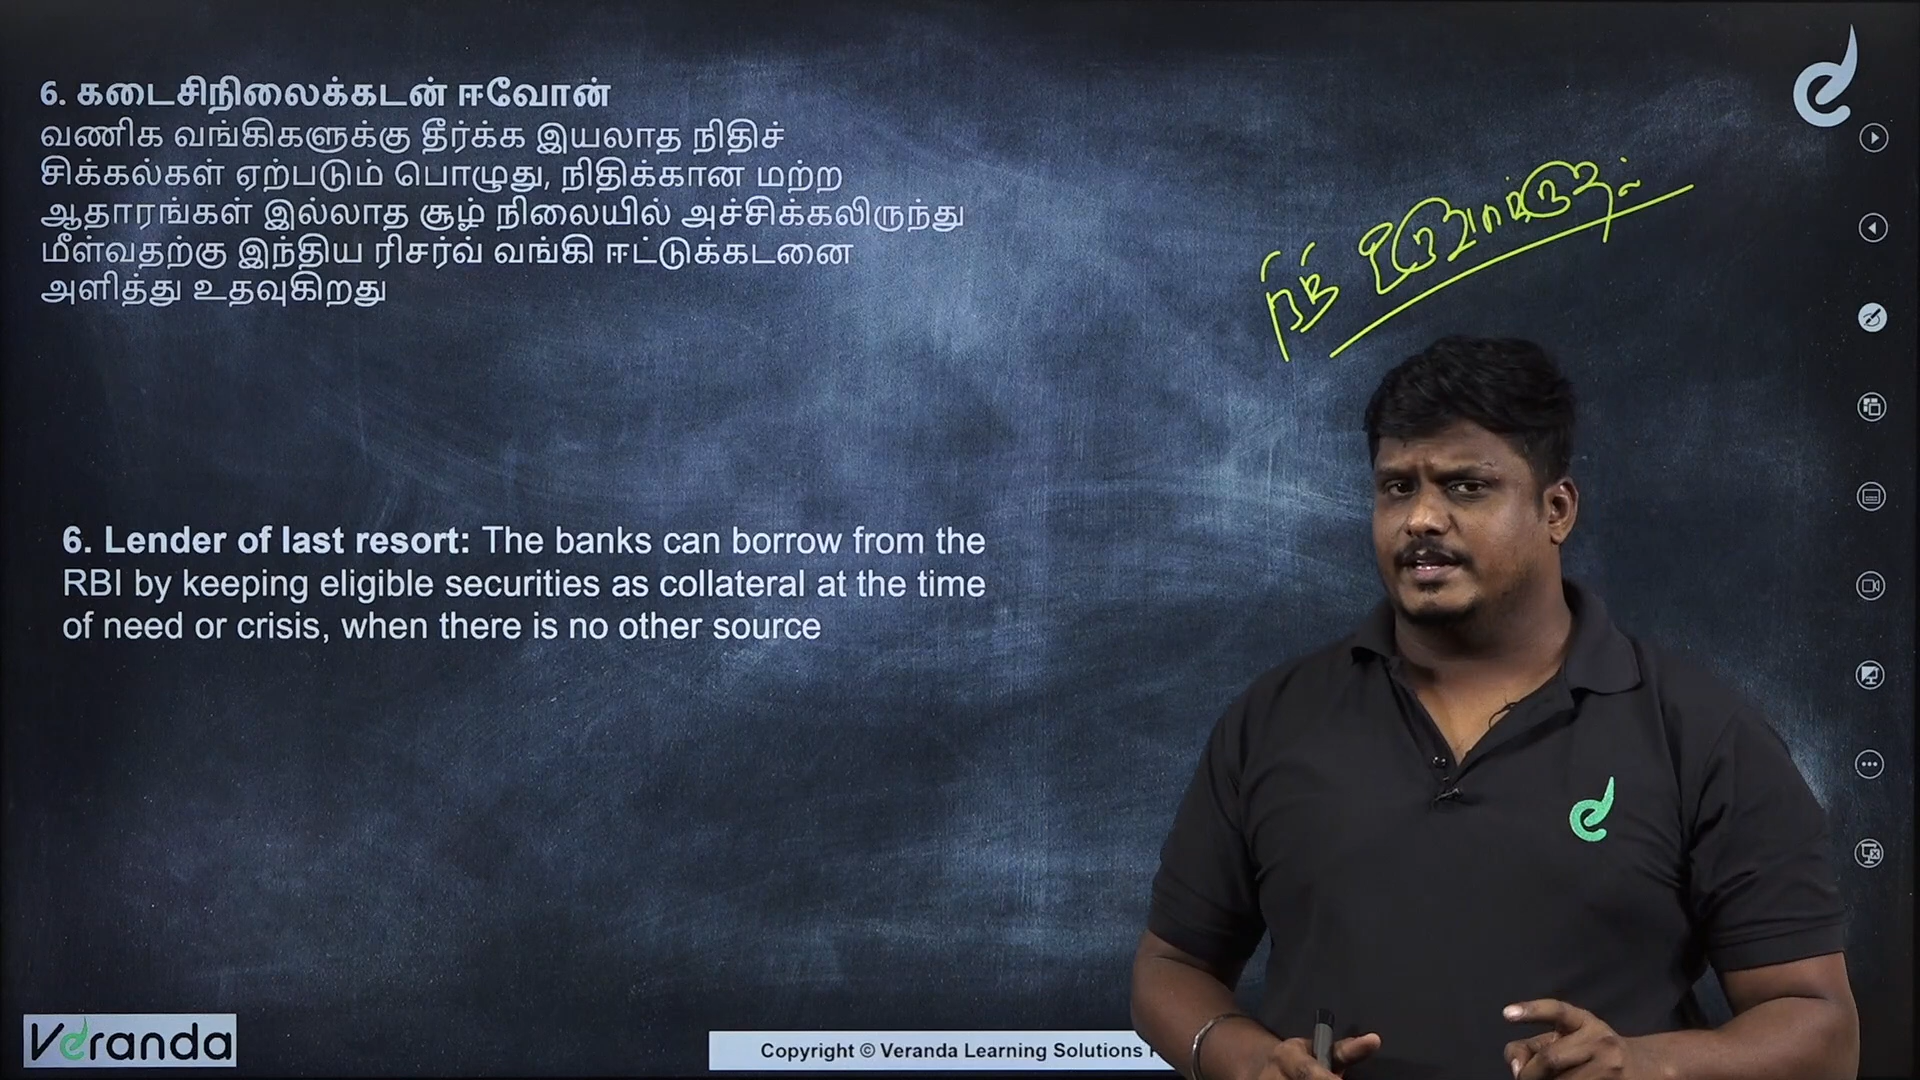 6. கடைசிநிலைக்கடன் ஈவோன்
வணிக வங்கிகளுக்கு தீர்க்க இயலாத நிதிச்
சிக்கல்கள் ஏற்படும் பொழுது, நிதிக்கான மற்ற
ஆதாரங்கள் இல்லாத சூழ் நிலையில் அச்சிக்கலிருந்து
மீள்வதற்கு இந்திய ரிசர்வ் வங்கி ஈட்டுக்கடனை
அளித்து உதவுகிறது
நிதி
6. Lender of last resort: The banks can borrow from the
RBI by keeping eligible securities as collateral at the time
of need or crisis, when there is no other source
Veranda
Copyright © Veranda Learning Solutions